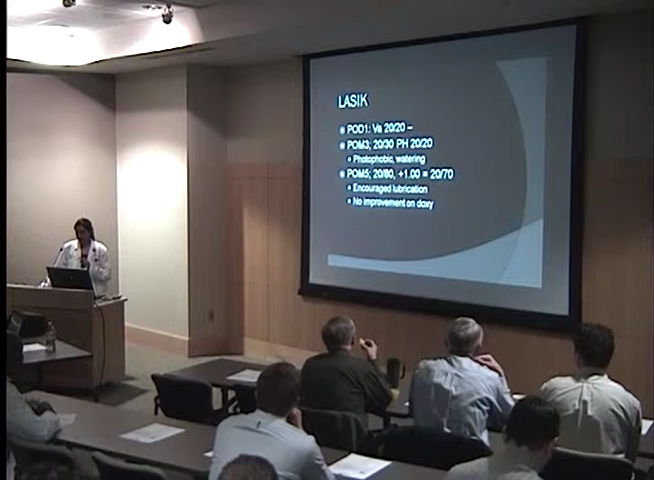 LASIK
POD1: Va 20/20 –
POM3; 20/30 PH 20/20
Photophobic, watering
POM5; 20/80, +1.00 = 20/70
Encouraged lubrication
No improvement on doxy